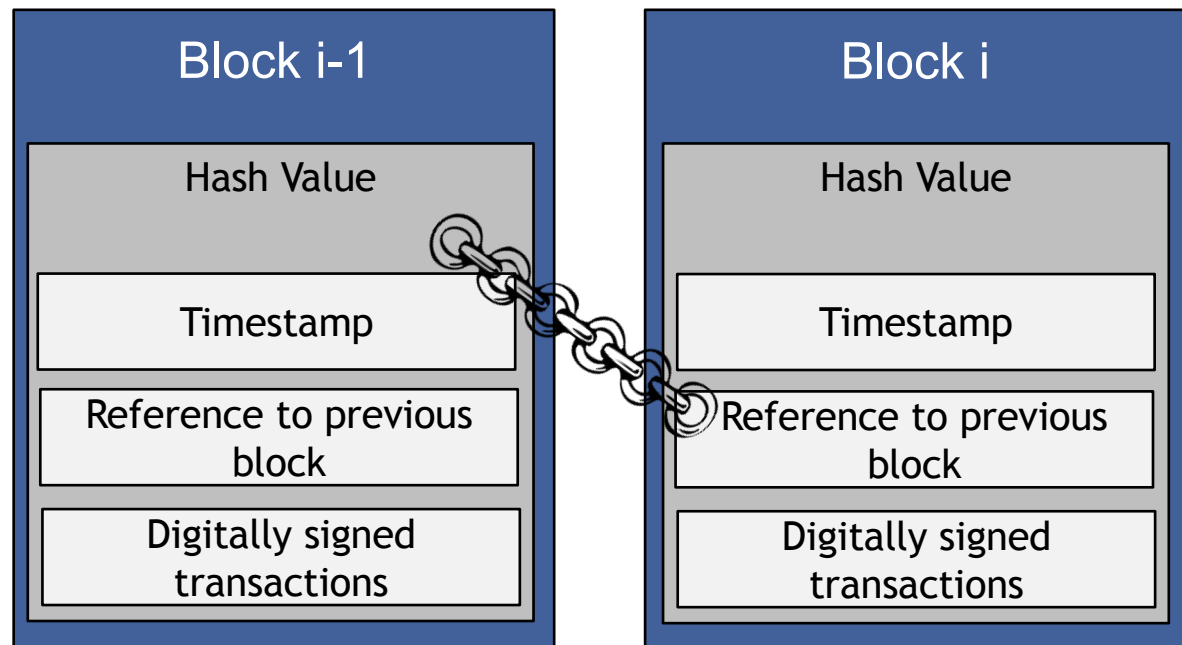 Block i-1
Hash Value
Timestamp
Reference to previous
block
Digitally signed
transactions
Block i
Hash Value
Timestamp
Reference to previous
block
Digitally signed
transactions